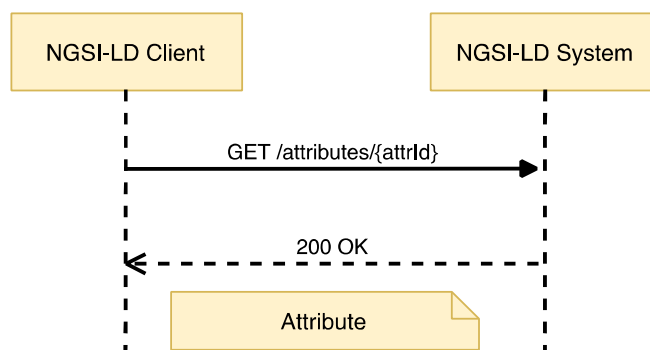 NGSI-LD Client
NGSI-LD System
GET /attributes/{attrId}
200 OK
Attribute